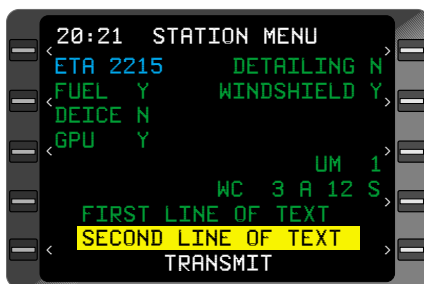 20:21 STATION MENU
ETA 2215 DETAILING N
FUEL Y WINDSHIELD Y
DEICE N
GPU Y
UM 1
WC 3 A 12 S
FIRST LINE OF TEXT
SECOND LINE OF TEXT
TRANSMIT